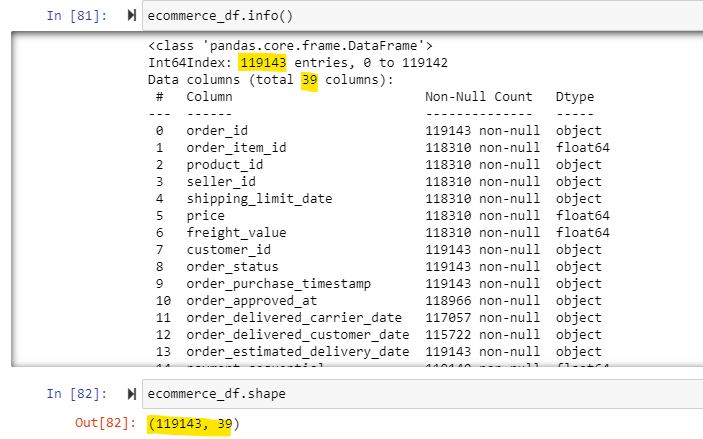 In [81]: ecommerce_df.info()
<class 'pandas.core.frame.DataFrame'>
Int64Index: 119143 entries, 0 to 119142
Data columns (total 39 columns):
# Column Non-Null Count Dtype
--- ------ -------------- -----
0 order_id 119143 non-null object
1 order_item_id 118310 non-null float64
2 product_id 118310 non-null object
3 seller_id 118310 non-null object
4 shipping_limit_date 118310 non-null object
5 price 118310 non-null float64
6 freight_value 118310 non-null float64
7 customer_id 119143 non-null object
8 order_status 119143 non-null object
9 order_purchase_timestamp 119143 non-null object
10 order_approved_at 118966 non-null object
11 order_delivered_carrier_date 117057 non-null object
12 order_delivered_customer_date 115722 non-null object
13 order_estimated_delivery_date 119143 non-null object
In [82]: ecommerce_df.shape
Out[82]: (119143, 39)